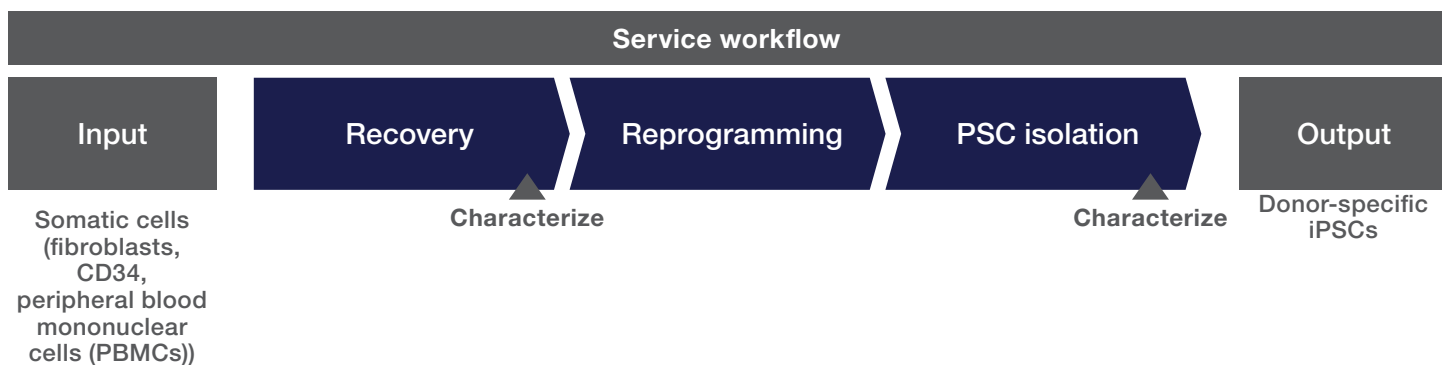 Service workflow
Input
Recovery
Reprogramming
PSC isolation
Output
Characterize
Characterize
Somatic cells
(fibroblasts,
CD34,
peripheral blood
mononuclear
cells (PBMCs))
Donor-specific
iPSCs